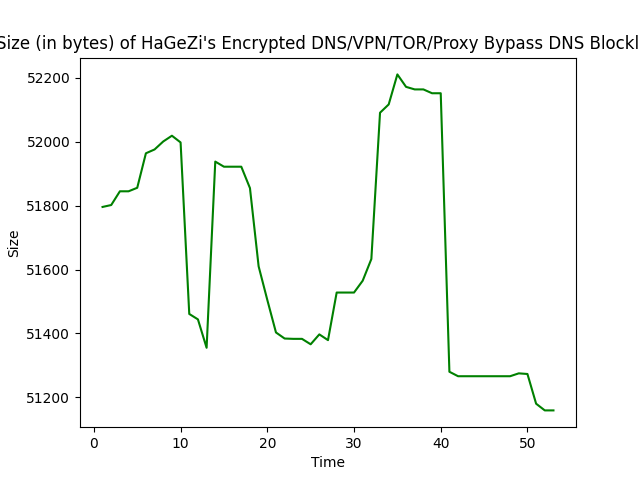 Size (in bytes) of HaGeZi's Encrypted DNS/VPN/TOR/Proxy Bypass DNS Blockl
52200
52000
51800
51600
51400
51200
Size
0 10 20 30 40 50
Time